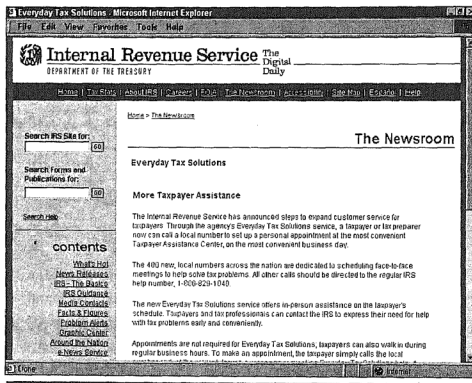 Everyday Tax Solutions - Microsoft Internet Explorer
File Edit View Favorites Tools Help
Internal Revenue Service The Digital Daily
DEPARTMENT OF THE TREASURY
Home | Tax Stats | About IRS | Careers | FOIA | The Newsroom | Accessibility | Site Map | Español | Help
Home > The Newsroom
The Newsroom
Search IRS Site for:
GO
Search Forms and
Publications for:
GO
Search Help
contents
What's Hot
News Releases
IRS - The Basics
IRS Guidance
Media Contacts
Facts & Figures
Problem Alerts
Graphic Center
Around the Nation
e-News Service
Everyday Tax Solutions
More Taxpayer Assistance
The Internal Revenue Service has announced steps to expand customer service for
taxpayers. Through the agency's Everyday Tax Solutions service, a taxpayer or tax preparer
now can call a local number to set up a personal appointment at the most convenient
Taxpayer Assistance Center, on the most convenient business day.
The 400 new, local numbers across the nation are dedicated to scheduling face-to-face
meetings to help solve tax problems. All other calls should be directed to the regular IRS
help number, 1-800-829-1040.
The new Everyday Tax Solutions service offers in-person assistance on the taxpayer's
schedule. Taxpayers and tax professionals can contact the IRS to express their need for help
with tax problems early and conveniently.
Appointments are not required for Everyday Tax Solutions; taxpayers can also walk in during
regular business hours. To make an appointment, the taxpayer simply calls the local
Done
Internet